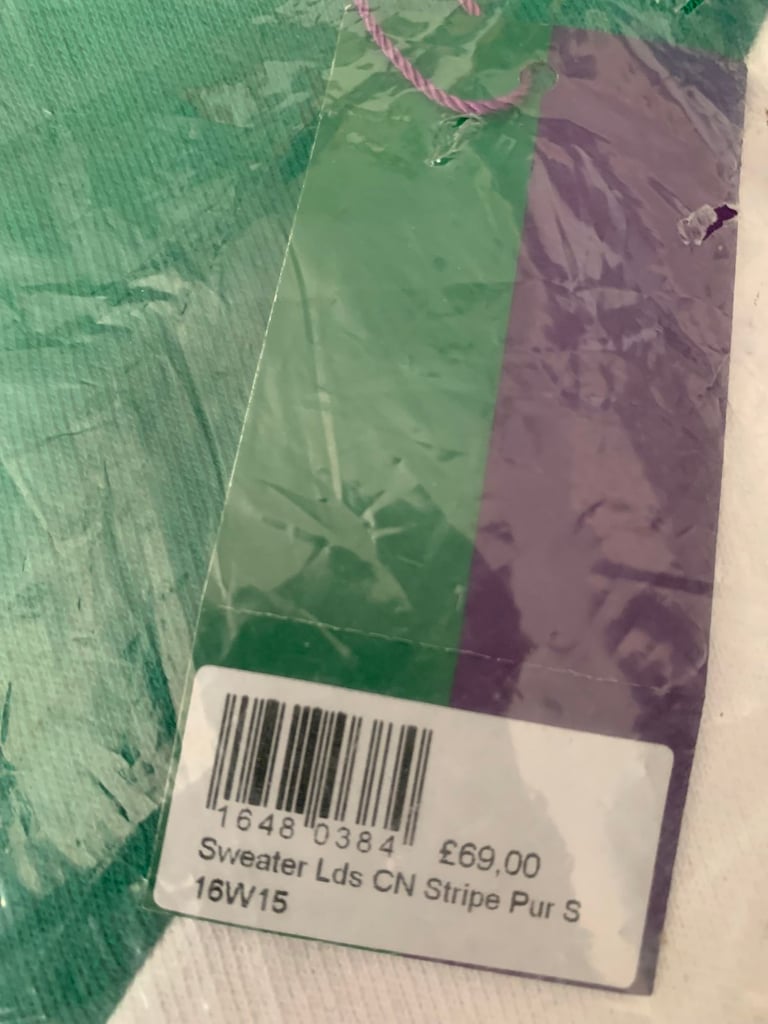 1648 0384
£69,00
Sweater Lds CN Stripe Pur S
16W15